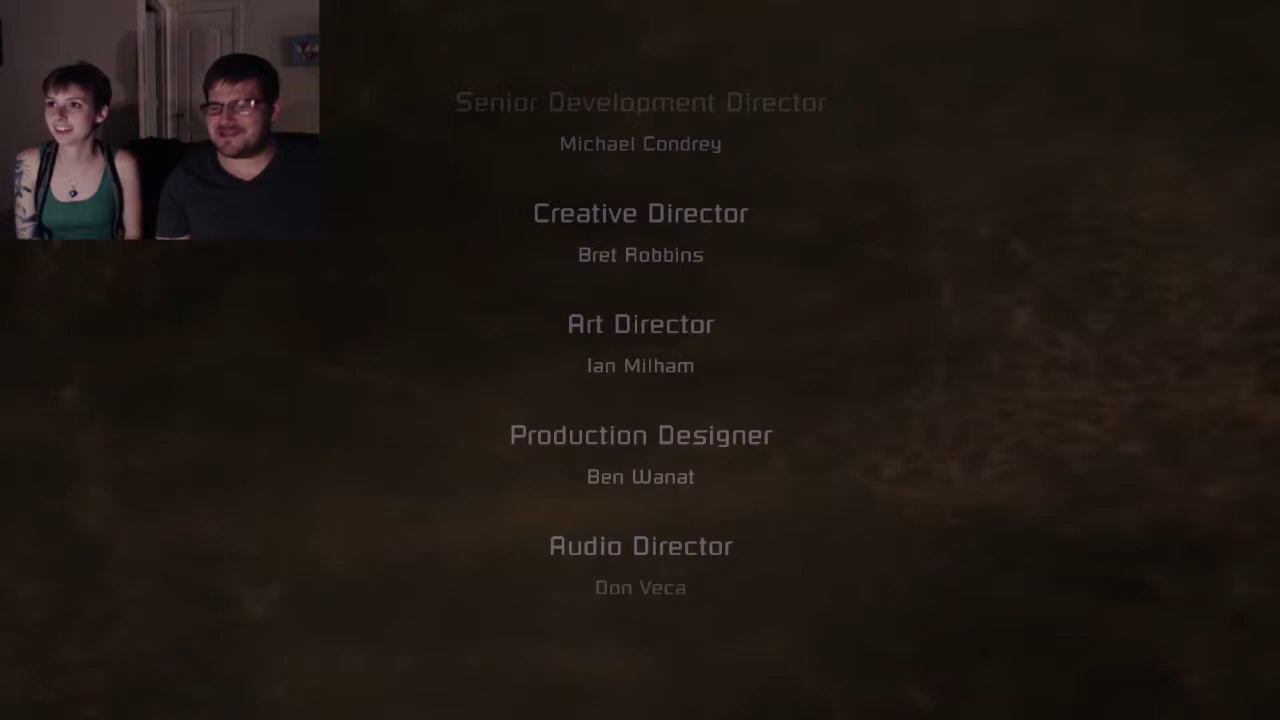 Senior Development Director
Michael Condrey
Creative Director
Bret Robbins
Art Director
Ian Milham
Production Designer
Ben Wanat
Audio Director
Don Veca